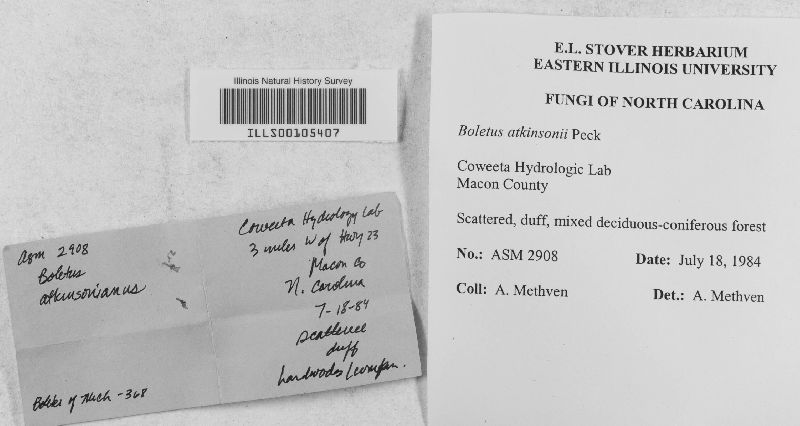 Illinois Natural History Survey
ILLS00105407
E.L. STOVER HERBARIUM
EASTERN ILLINOIS UNIVERSITY
FUNGI OF NORTH CAROLINA
Boletus atkinsonii Peck
Coweeta Hydrologic Lab
Macon County
Scattered, duff, mixed deciduous-coniferous forest
No.: ASM 2908 Date: July 18, 1984
Coll: A. Methven Det.: A. Methven
asm 2908
Boletus
atkinsonianus
Coweeta Hydrology Lab
3 miles W of Hwy 23
Macon Co
N. Carolina
7-18-84
scattered
duff
hardwoods/
Boletes of Mich - 368